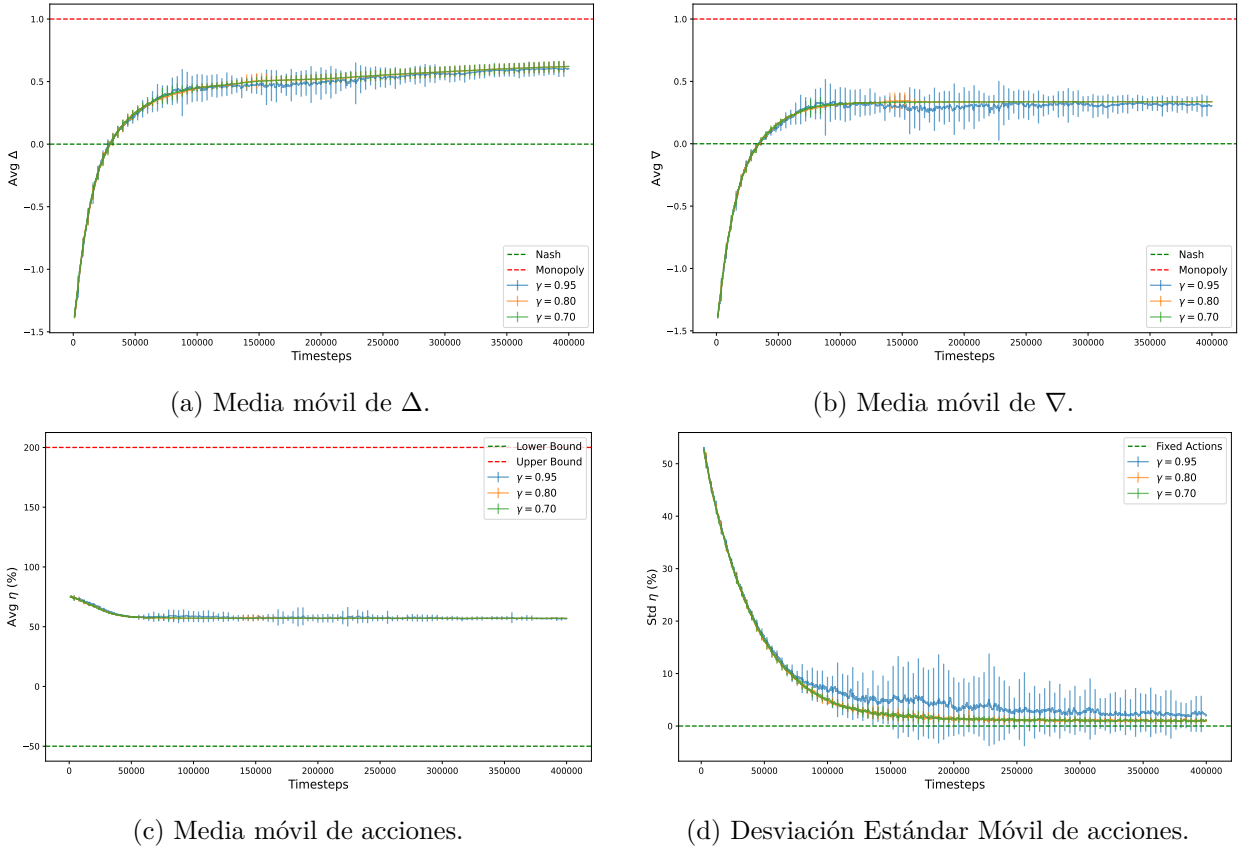 1.0
0.5
0.0
−0.5
−1.0
−1.5
Avg Δ
0 50000 100000 150000 200000 250000 300000 350000 400000
Timesteps
Nash
Monopoly
γ = 0.95
γ = 0.80
γ = 0.70
(a) Media móvil de Δ.
1.0
0.5
0.0
−0.5
−1.0
−1.5
Avg ∇
0 50000 100000 150000 200000 250000 300000 350000 400000
Timesteps
Nash
Monopoly
γ = 0.95
γ = 0.80
γ = 0.70
(b) Media móvil de ∇.
200
150
100
50
0
−50
Avg η (%)
0 50000 100000 150000 200000 250000 300000 350000 400000
Timesteps
Lower Bound
Upper Bound
γ = 0.95
γ = 0.80
γ = 0.70
(c) Media móvil de acciones.
50
40
30
20
10
0
Std η (%)
0 50000 100000 150000 200000 250000 300000 350000 400000
Timesteps
Fixed Actions
γ = 0.95
γ = 0.80
γ = 0.70
(d) Desviación Estándar Móvil de acciones.